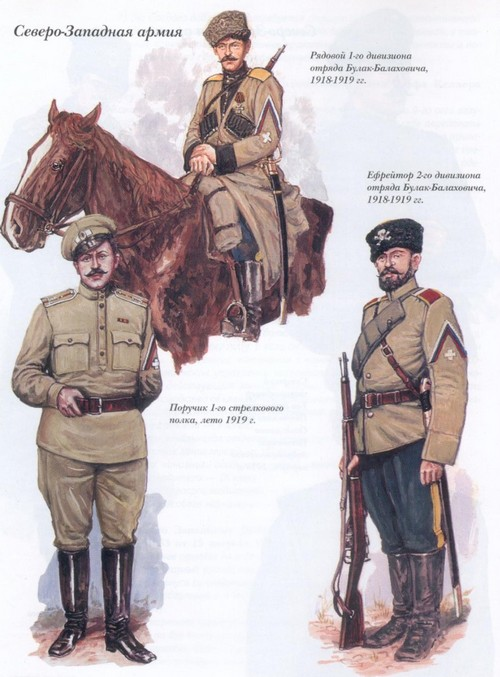 Северо-Западная армия
Рядовой 1-го дивизиона
отряда Булак-Балаховича,
1918-1919 гг.
Ефрейтор 2-го дивизиона
отряда Булак-Балаховича,
1918-1919 гг.
Поручик 1-го стрелкового
полка, лето 1919 г.